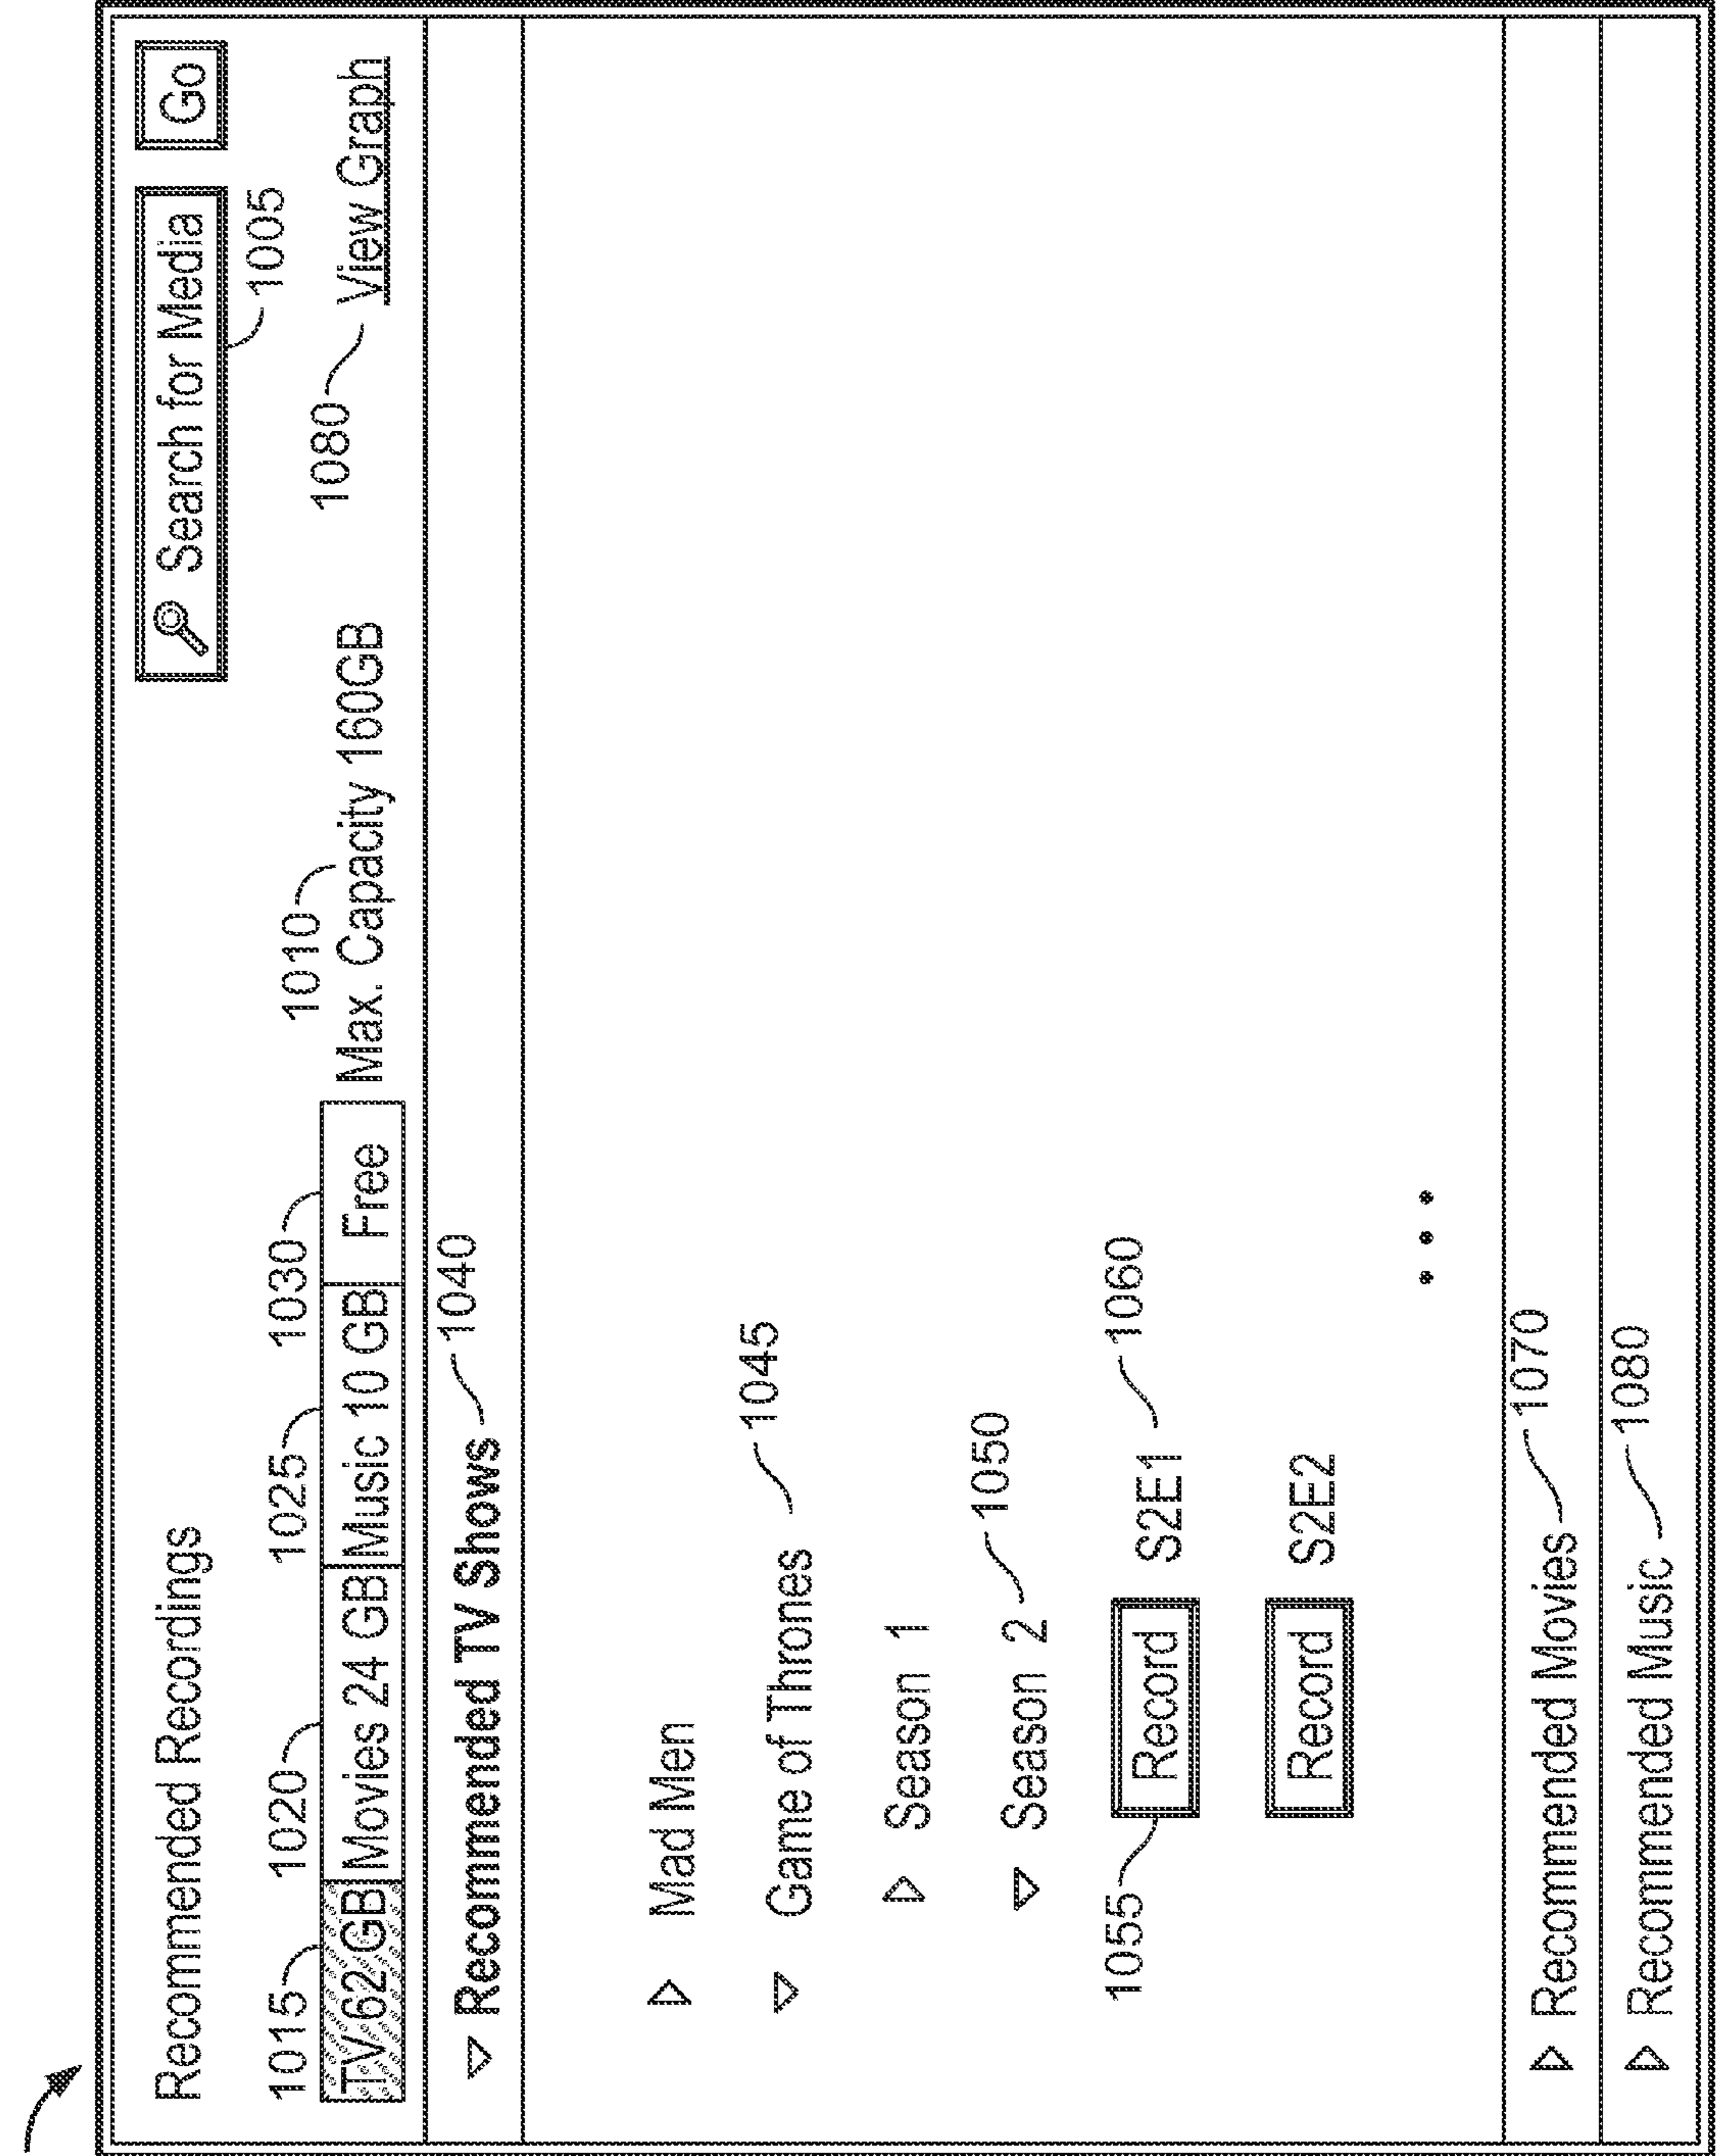 Recommended Recordings
Search for Media
Go
1005
1015
1020
1025
1030
1010
1080
TV 62 GB
Movies 24 GB
Music 10 GB
Free
Max. Capacity 160GB
View Graph
Recommended TV Shows
1040
Mad Men
Game of Thrones
1045
Season 1
Season 2
1050
1055
Record
S2E1
1060
Record
S2E2
Recommended Movies
1070
Recommended Music
1080